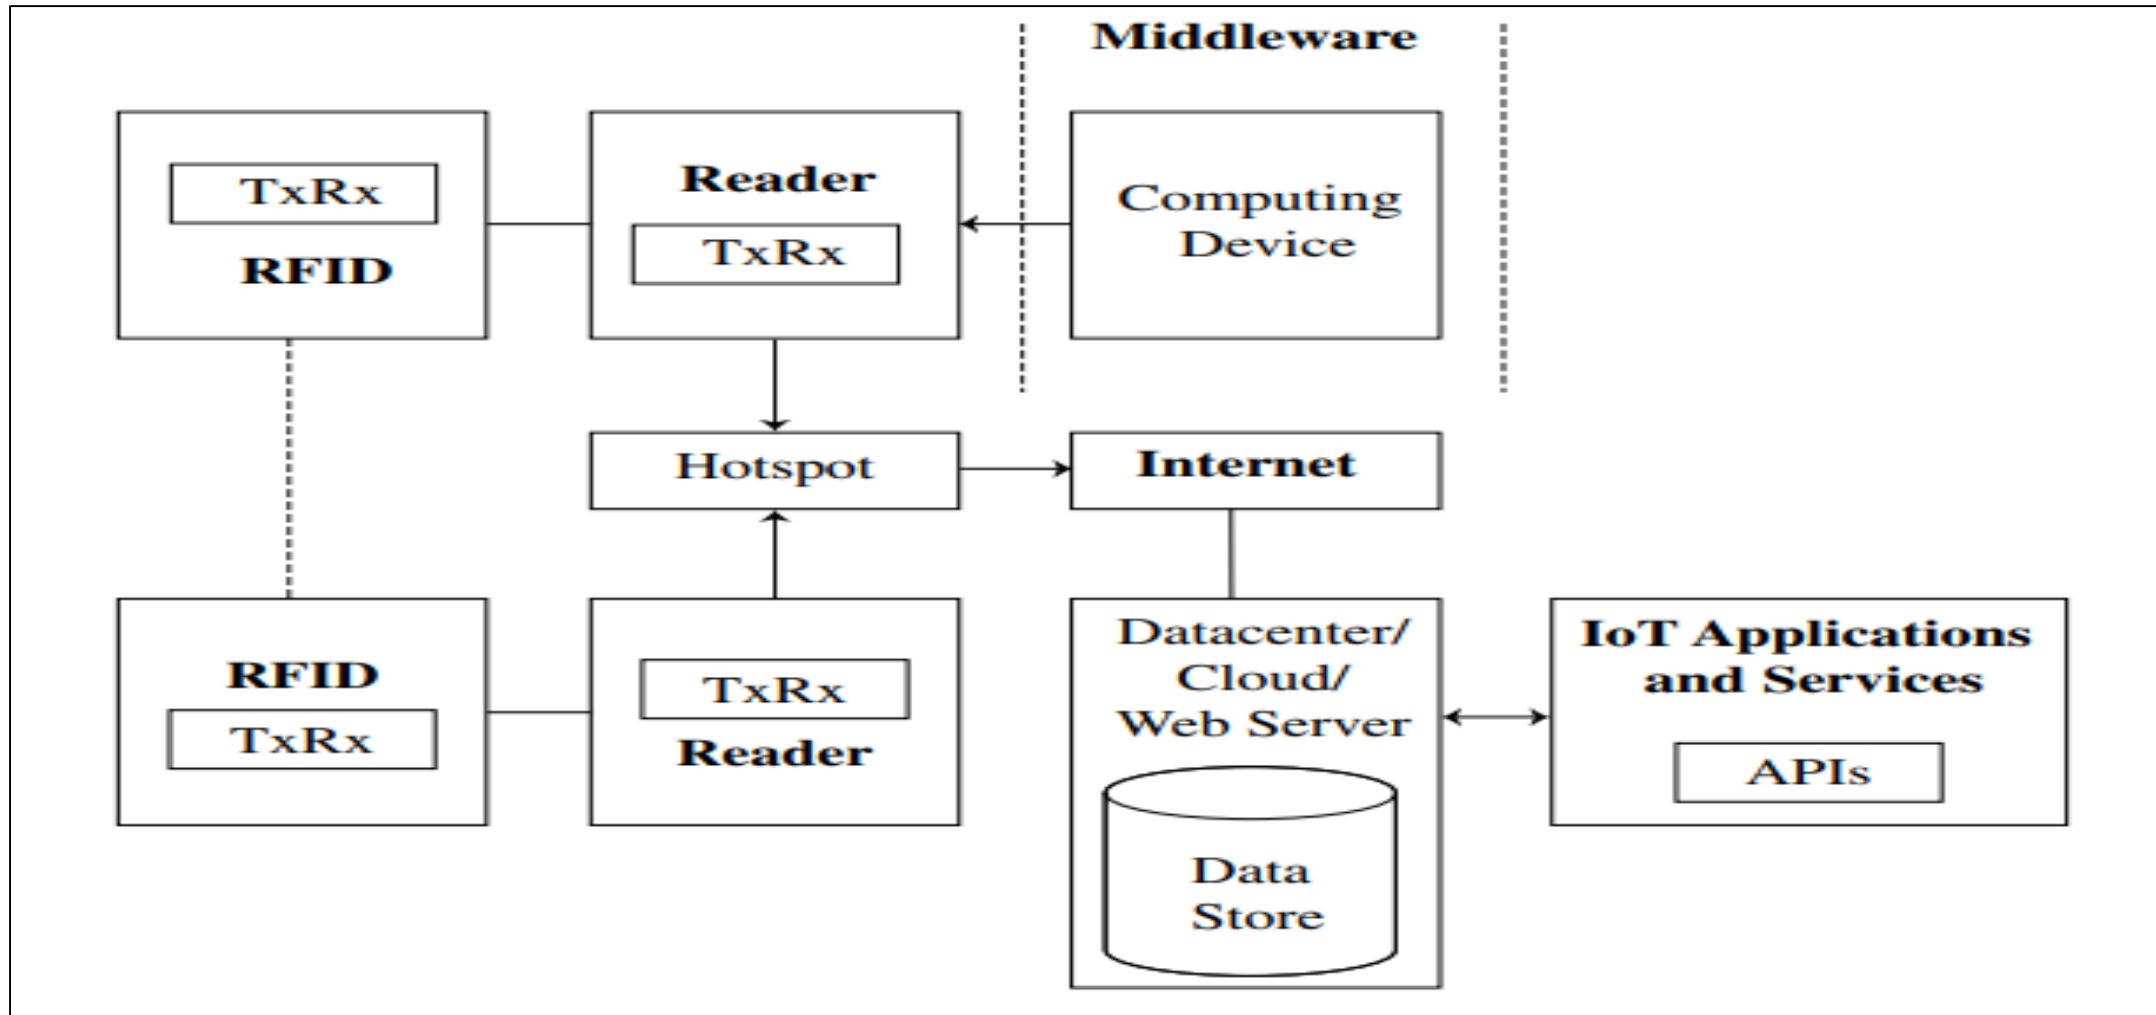 Middleware
TxRx
RFID
Reader
TxRx
Computing
Device
Hotspot
Internet
RFID
TxRx
TxRx
Reader
Datacenter/
Cloud/
Web Server
Data
Store
IoT Applications
and Services
APIs